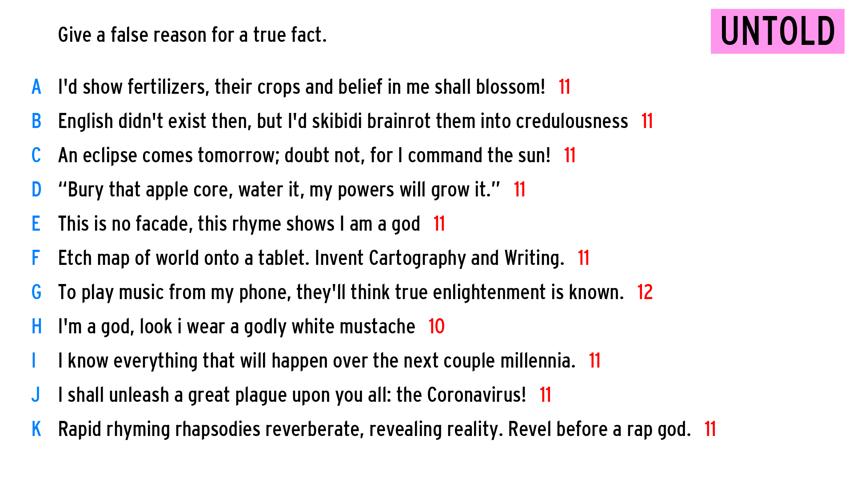 Give a false reason for a true fact.
UNTOLD
A I'd show fertilizers, their crops and belief in me shall blossom! 11
B English didn't exist then, but I'd skibidi brainrot them into credulousness 11
C An eclipse comes tomorrow; doubt not, for I command the sun! 11
D “Bury that apple core, water it, my powers will grow it.” 11
E This is no facade, this rhyme shows I am a god 11
F Etch map of world onto a tablet. Invent Cartography and Writing. 11
G To play music from my phone, they'll think true enlightenment is known. 12
H I'm a god, look i wear a godly white mustache 10
I I know everything that will happen over the next couple millennia. 11
J I shall unleash a great plague upon you all: the Coronavirus! 11
K Rapid rhyming rhapsodies reverberate, revealing reality. Revel before a rap god. 11